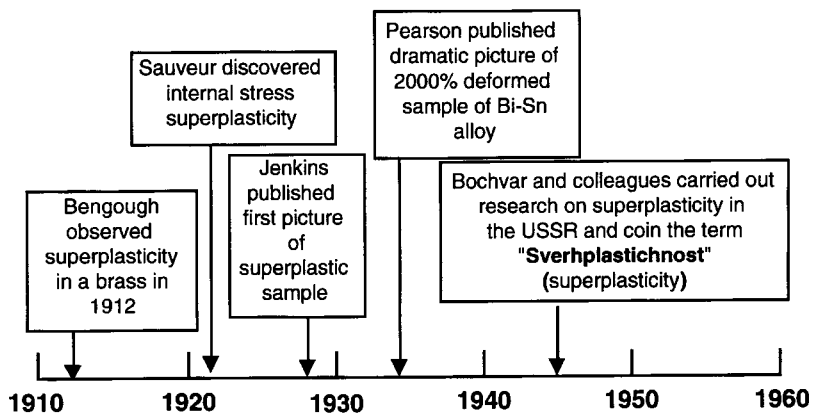 Pearson published
dramatic picture of
2000% deformed
sample of Bi-Sn
alloy
Sauveur discovered
internal stress
superplasticity
Jenkins
published
first picture
of
superplastic
sample
Bochvar and colleagues carried out
research on superplasticity in
the USSR and coin the term
"Sverhplastichnost"
(superplasticity)
Bengough
observed
superplasticity
in a brass in
1912
1910 1920 1930 1940 1950 1960